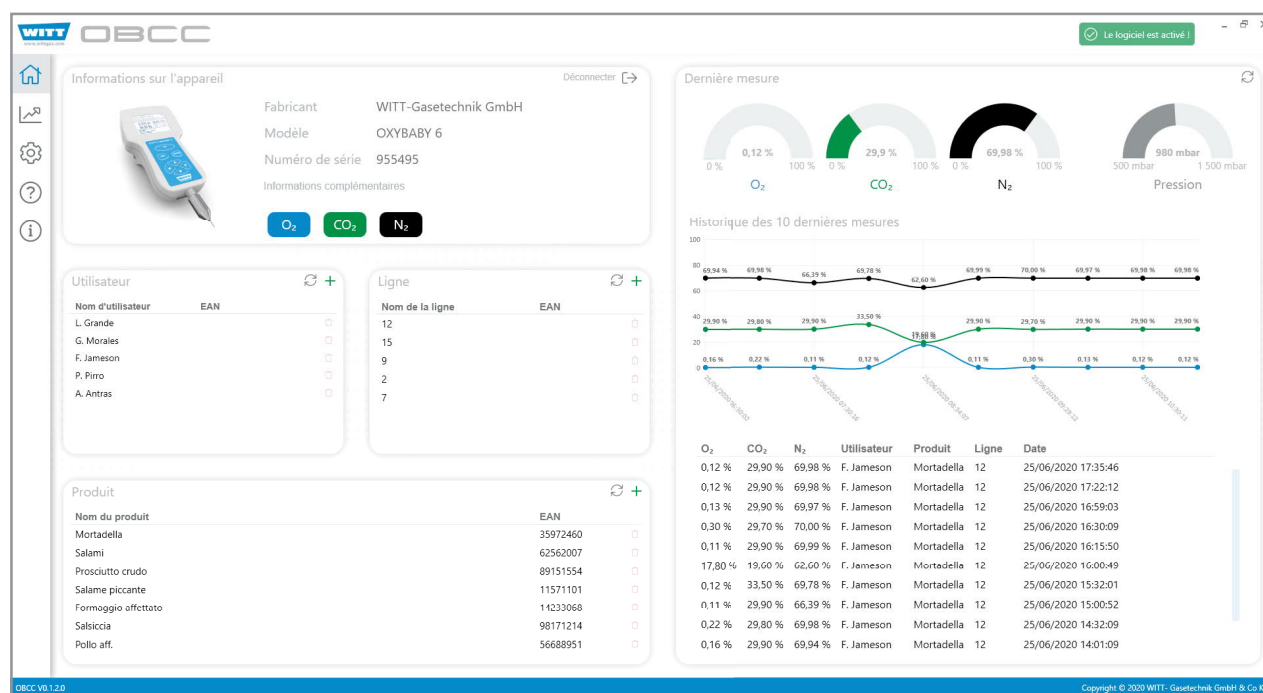 WITT OBCC
www.wittgas.com
Le logiciel est activé !
Informations sur l'appareil
Déconnecter
Fabricant WITT-Gasetechnik GmbH
Modèle OXYBABY 6
Numéro de série 955495
Informations complémentaires
O₂ CO₂ N₂
Utilisateur
Nom d'utilisateur EAN
L. Grande
G. Morales
F. Jameson
P. Pirro
A. Antras
Ligne
Nom de la ligne EAN
12
15
9
2
7
Produit
Nom du produit EAN
Mortadella 35972460
Salami 62562007
Prosciutto crudo 89151554
Salame piccante 11571101
Formaggio affettato 14233068
Salsiccia 98171214
Pollo aff. 56688951
Dernière mesure
0,12 % 29,9 % 69,98 % 980 mbar
0 % 100 % 0 % 100 % 0 % 100 % 500 mbar 1 500 mbar
O₂ CO₂ N₂ Pression
Historique des 10 dernières mesures
100
80
60
40
20
0
69,94 % 69,98 % 66,39 % 69,78 % 62,60 % 69,99 % 70,00 % 69,97 % 69,98 % 69,98 %
29,90 % 29,80 % 29,90 % 33,50 % 19,60 % 29,90 % 29,70 % 29,90 % 29,90 % 29,90 %
0,16 % 0,22 % 0,11 % 0,12 % 17,80 % 0,11 % 0,30 % 0,13 % 0,12 % 0,12 %
O₂ CO₂ N₂ Utilisateur Produit Ligne Date
0,12 % 29,90 % 69,98 % F. Jameson Mortadella 12 25/06/2020 17:35:46
0,12 % 29,90 % 69,98 % F. Jameson Mortadella 12 25/06/2020 17:22:12
0,13 % 29,90 % 69,97 % F. Jameson Mortadella 12 25/06/2020 16:59:03
0,30 % 29,70 % 70,00 % F. Jameson Mortadella 12 25/06/2020 16:30:09
0,11 % 29,90 % 69,99 % F. Jameson Mortadella 12 25/06/2020 16:15:50
17,80 % 19,60 % 62,60 % F. Jameson Mortadella 12 25/06/2020 16:00:49
0,12 % 33,50 % 69,78 % F. Jameson Mortadella 12 25/06/2020 15:32:01
0,11 % 29,90 % 66,39 % F. Jameson Mortadella 12 25/06/2020 15:00:52
0,22 % 29,80 % 69,98 % F. Jameson Mortadella 12 25/06/2020 14:32:09
0,16 % 29,90 % 69,94 % F. Jameson Mortadella 12 25/06/2020 14:01:09
OBCC V0.1.2.0
Copyright © 2020 WITT- Gasetechnik GmbH & Co K